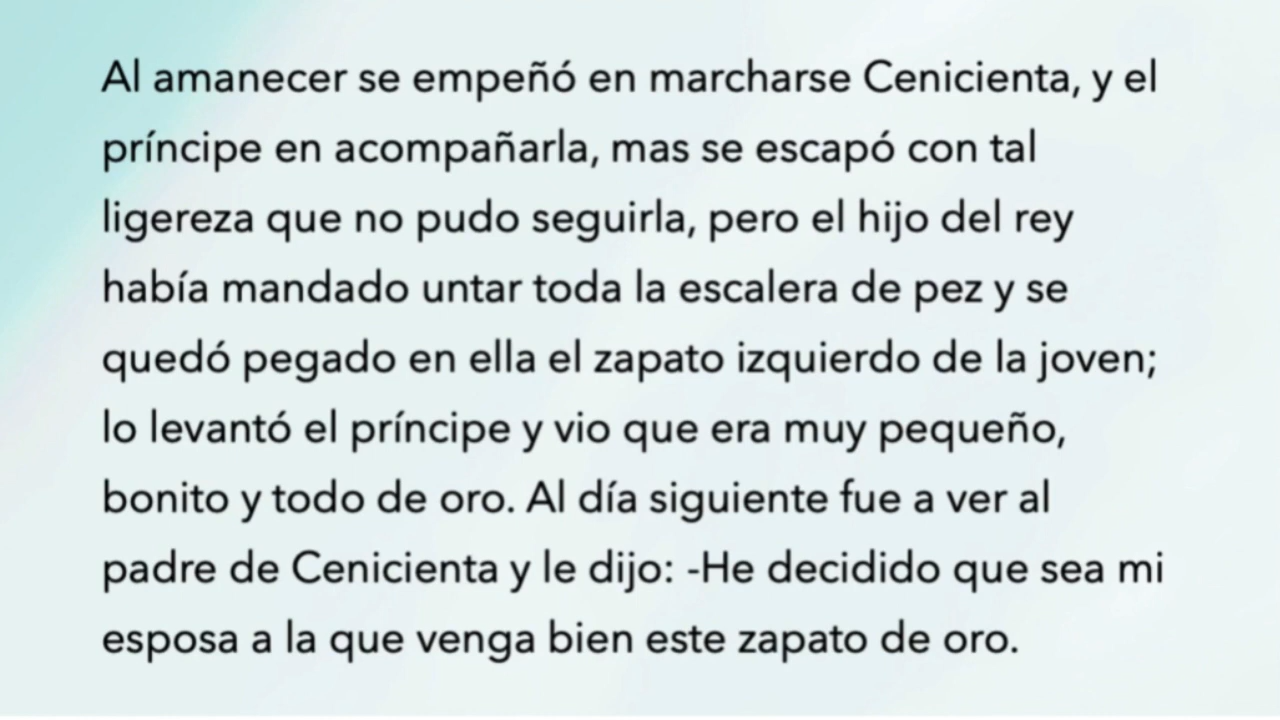 Al amanecer se empeñó en marcharse Cenicienta, y el
príncipe en acompañarla, mas se escapó con tal
ligereza que no pudo seguirla, pero el hijo del rey
había mandado untar toda la escalera de pez y se
quedó pegado en ella el zapato izquierdo de la joven;
lo levantó el príncipe y vio que era muy pequeño,
bonito y todo de oro. Al día siguiente fue a ver al
padre de Cenicienta y le dijo: -He decidido que sea mi
esposa a la que venga bien este zapato de oro.